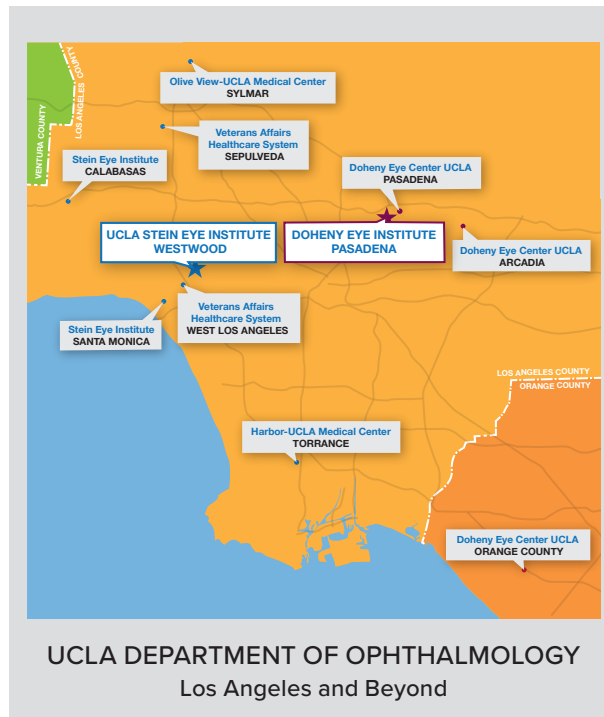 VENTURA COUNTY
LOS ANGELES COUNTY
Olive View-UCLA Medical Center
SYLMAR
Veterans Affairs
Healthcare System
SEPULVEDA
Stein Eye Institute
CALABASAS
Doheny Eye Center UCLA
PASADENA
UCLA STEIN EYE INSTITUTE
WESTWOOD
DOHENY EYE INSTITUTE
PASADENA
Doheny Eye Center UCLA
ARCADIA
Veterans Affairs
Healthcare System
WEST LOS ANGELES
Stein Eye Institute
SANTA MONICA
LOS ANGELES COUNTY
ORANGE COUNTY
Harbor-UCLA Medical Center
TORRANCE
Doheny Eye Center UCLA
ORANGE COUNTY
UCLA DEPARTMENT OF OPHTHALMOLOGY
Los Angeles and Beyond